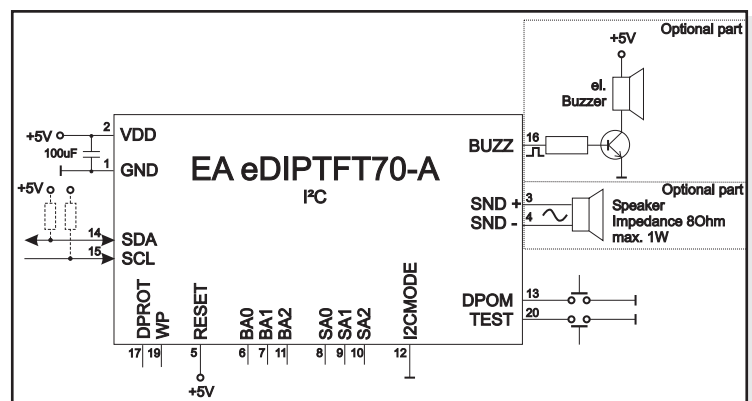 Optional part
+5V
el.
Buzzer
2
+5V
VDD
100uF
1
GND
EA eDIPTFT70-A
I²C
BUZZ
16
+5V
Optional part
SND +
3
Speaker
SND -
4
Impedance 8Ohm
max. 1W
14
SDA
15
SCL
DPOM
13
TEST
20
DPROT
WP
RESET
BA0
BA1
BA2
SA0
SA1
SA2
I2CMODE
17
19
5
6
7
11
8
9
10
12
+5V